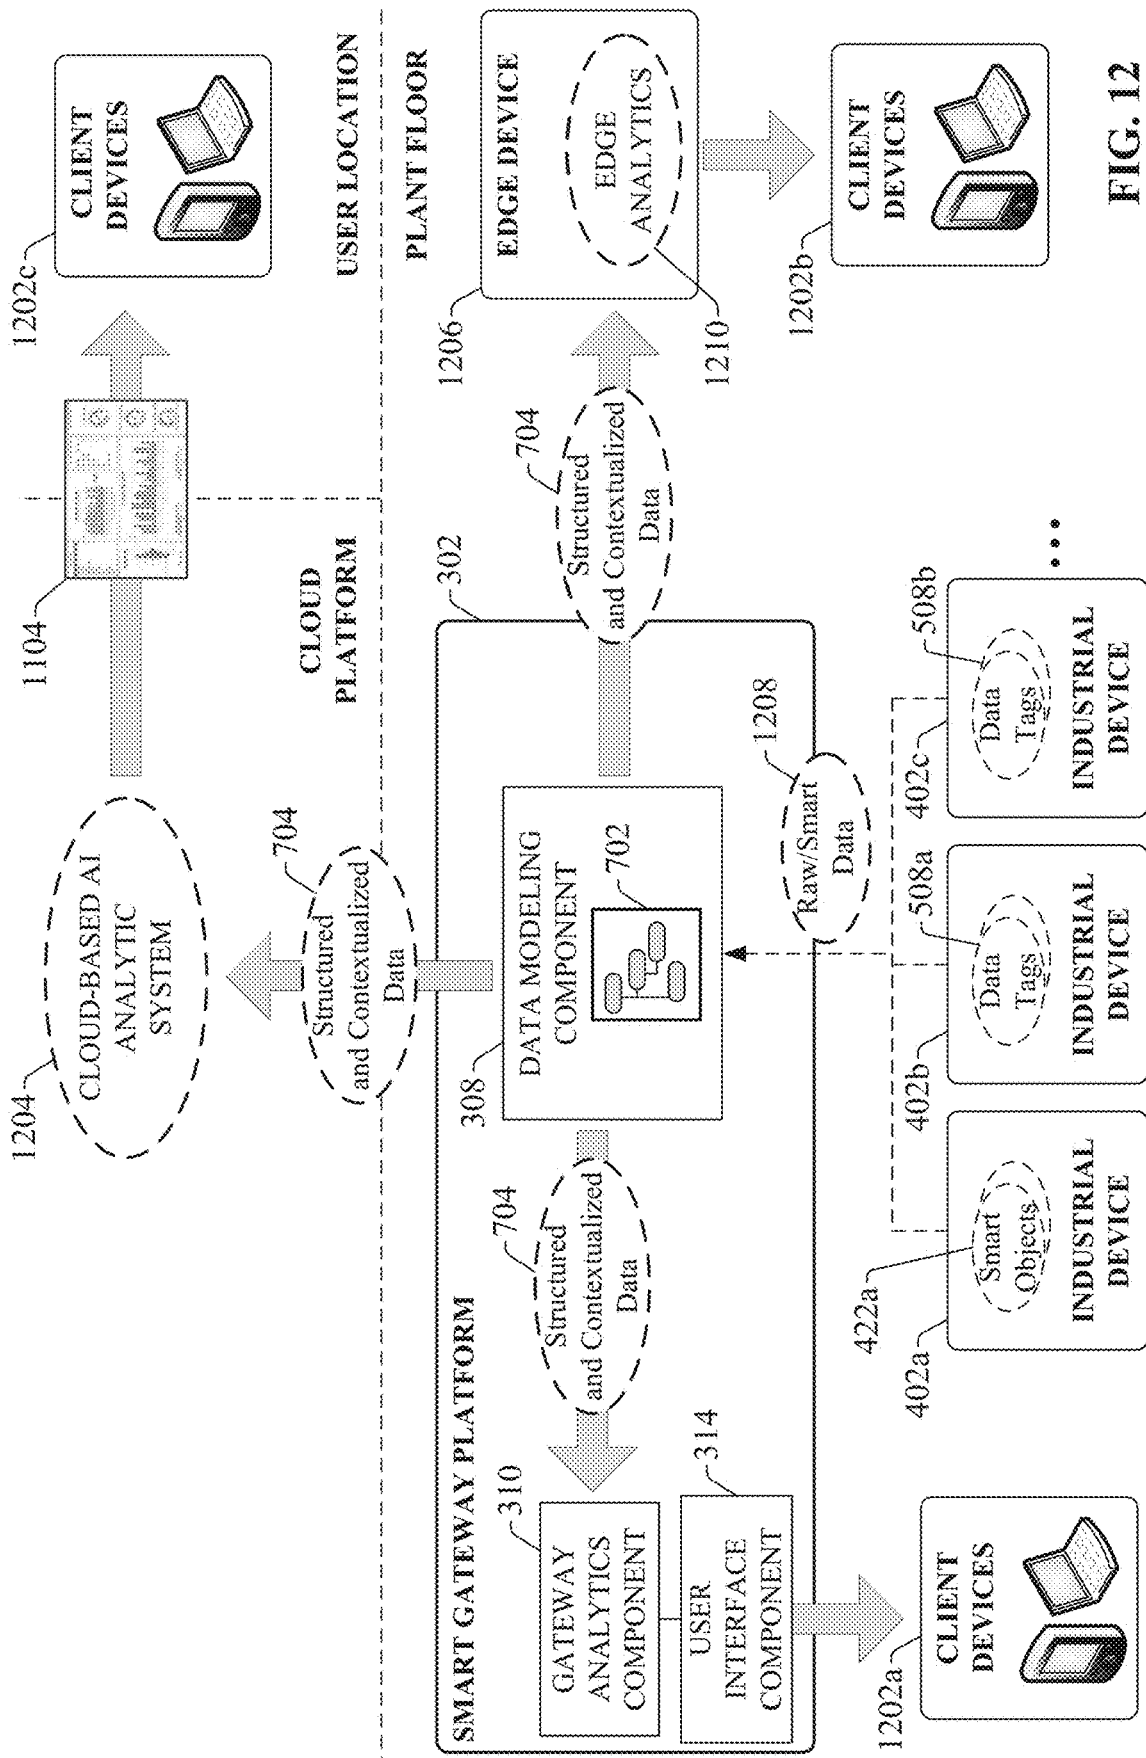 1204
CLOUD-BASED AI
ANALYTIC
SYSTEM
1104
1202c
CLIENT
DEVICES
704
Structured
and Contextualized
Data
CLOUD
PLATFORM
USER LOCATION
PLANT FLOOR
SMART GATEWAY PLATFORM
302
310
GATEWAY
ANALYTICS
COMPONENT
704
Structured
and Contextualized
Data
308
DATA MODELING
COMPONENT
702
704
Structured
and Contextualized
Data
1206
EDGE DEVICE
EDGE
ANALYTICS
1210
314
USER
INTERFACE
COMPONENT
1208
Raw/Smart
Data
1202a
CLIENT
DEVICES
402a
422a
Smart
Objects
INDUSTRIAL
DEVICE
402b
508a
Data
Tags
INDUSTRIAL
DEVICE
402c
508b
Data
Tags
INDUSTRIAL
DEVICE
...
1202b
CLIENT
DEVICES
FIG. 12